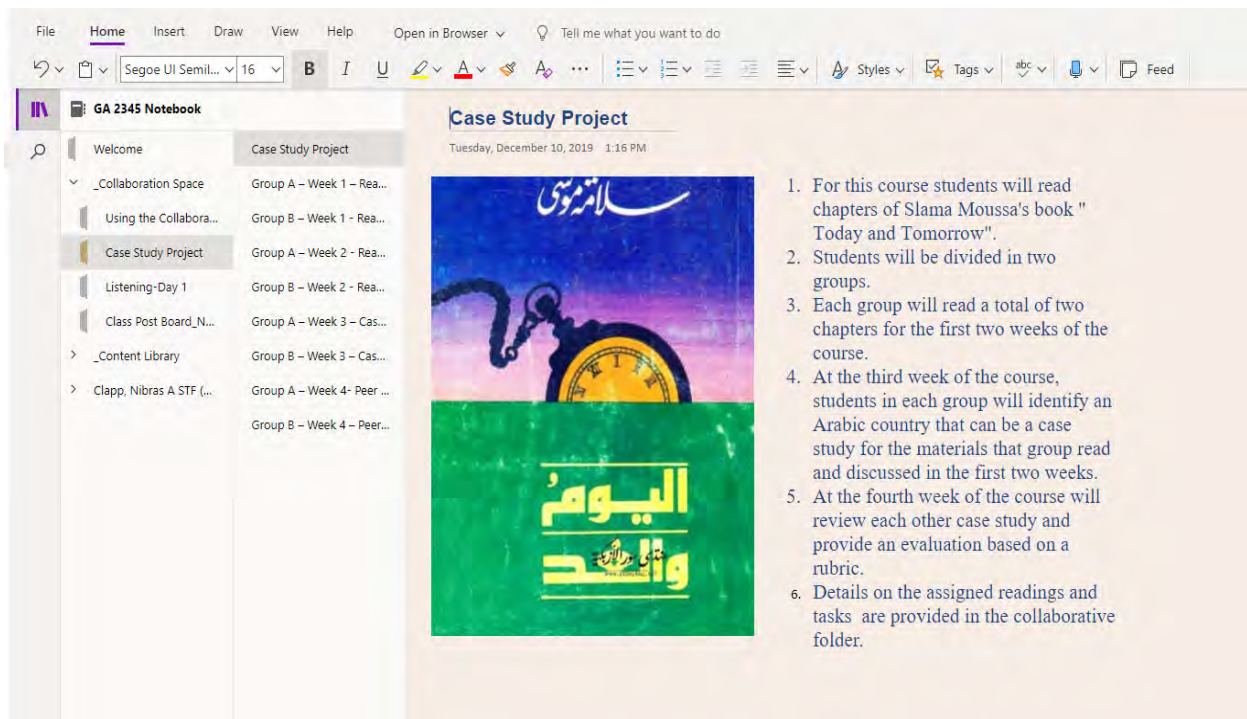 File Home Insert Draw View Help Open in Browser Tell me what you want to do
Segoe UI Semil... 16 B I U A A ... Styles Tags abc Feed
GA 2345 Notebook
Welcome
_Collaboration Space
Using the Collabora...
Case Study Project
Listening-Day 1
Class Post Board_N...
_Content Library
Clapp, Nibras A STF (...
Case Study Project
Group A – Week 1 – Rea...
Group B – Week 1 - Rea...
Group A – Week 2 - Rea...
Group B – Week 2 - Rea...
Group A – Week 3 – Cas...
Group B – Week 3 – Cas...
Group A – Week 4- Peer ...
Group B – Week 4 – Peer...
Case Study Project
Tuesday, December 10, 2019 1:16 PM
سلامة موسى
اليوم
والغد
1. For this course students will read
chapters of Slama Moussa's book "
Today and Tomorrow".
2. Students will be divided in two
groups.
3. Each group will read a total of two
chapters for the first two weeks of the
course.
4. At the third week of the course,
students in each group will identify an
Arabic country that can be a case
study for the materials that group read
and discussed in the first two weeks.
5. At the fourth week of the course will
review each other case study and
provide an evaluation based on a
rubric.
6. Details on the assigned readings and
tasks are provided in the collaborative
folder.